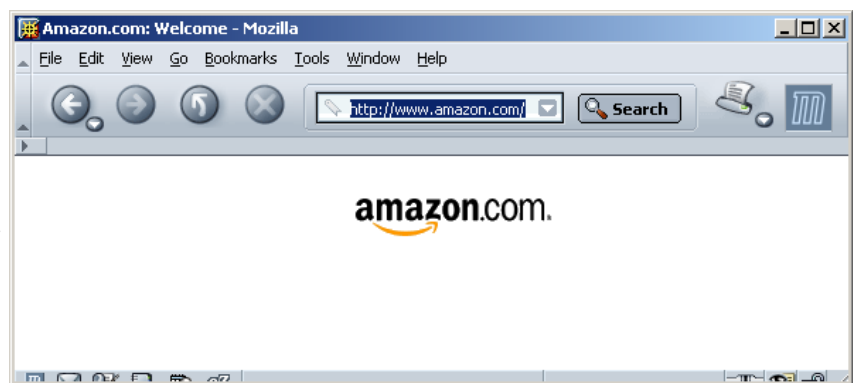 Amazon.com: Welcome - Mozilla
File Edit View Go Bookmarks Tools Window Help
http://www.amazon.com/ Search
amazon.com.